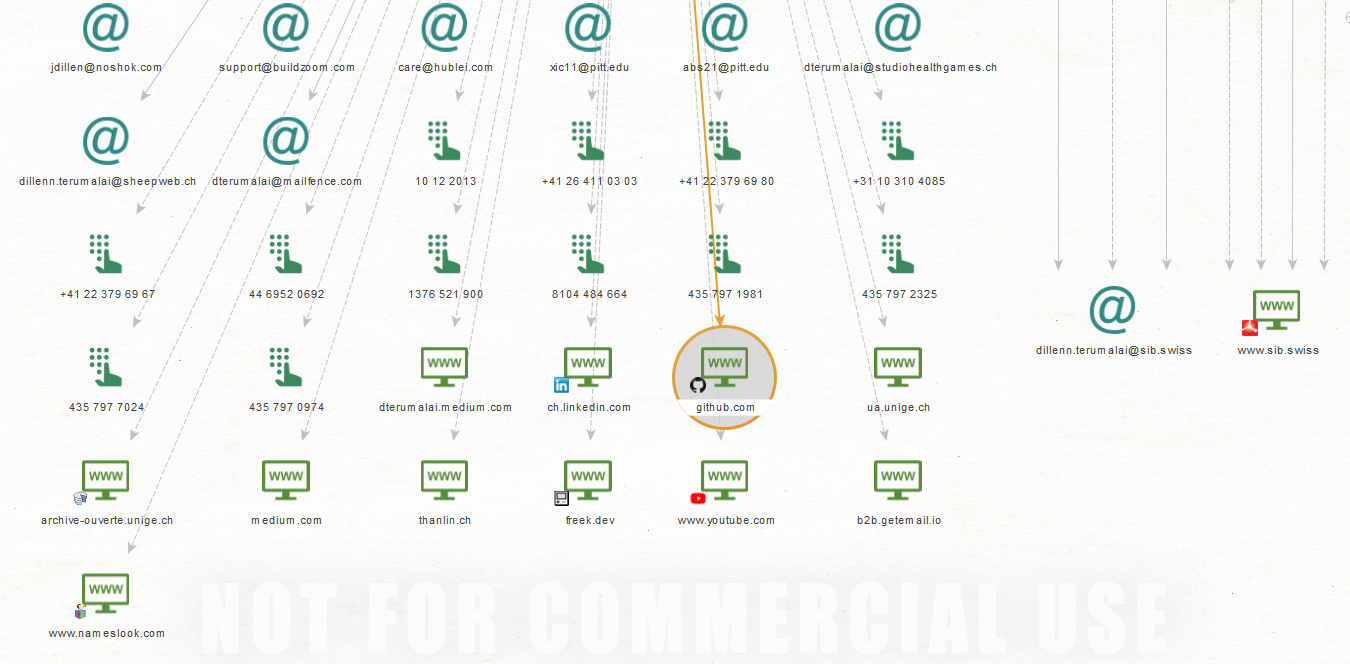 jdillen@noshok.com
support@buildzoom.com
care@hublei.com
xic11@pitt.edu
abs21@pitt.edu
dterumalai@studiohealthgames.ch
dillenn.terumalai@sheepweb.ch
dterumalai@mailfence.com
10 12 2013
+41 26 411 03 03
+41 22 379 69 80
+31 10 310 4085
+41 22 379 69 67
44 6952 0692
1376 521 900
8104 484 664
435 797 1981
435 797 2325
dillenn.terumalai@sib.swiss
WWW
www.sib.swiss
435 797 7024
435 797 0974
WWW
dterumalai.medium.com
WWW
in
ch.linkedin.com
WWW
github.com
WWW
ua.unige.ch
WWW
archive-ouverte.unige.ch
WWW
medium.com
WWW
thanlin.ch
WWW
freek.dev
WWW
www.youtube.com
WWW
b2b.getemail.io
WWW
www.nameslook.com
NOT FOR COMMERCIAL USE